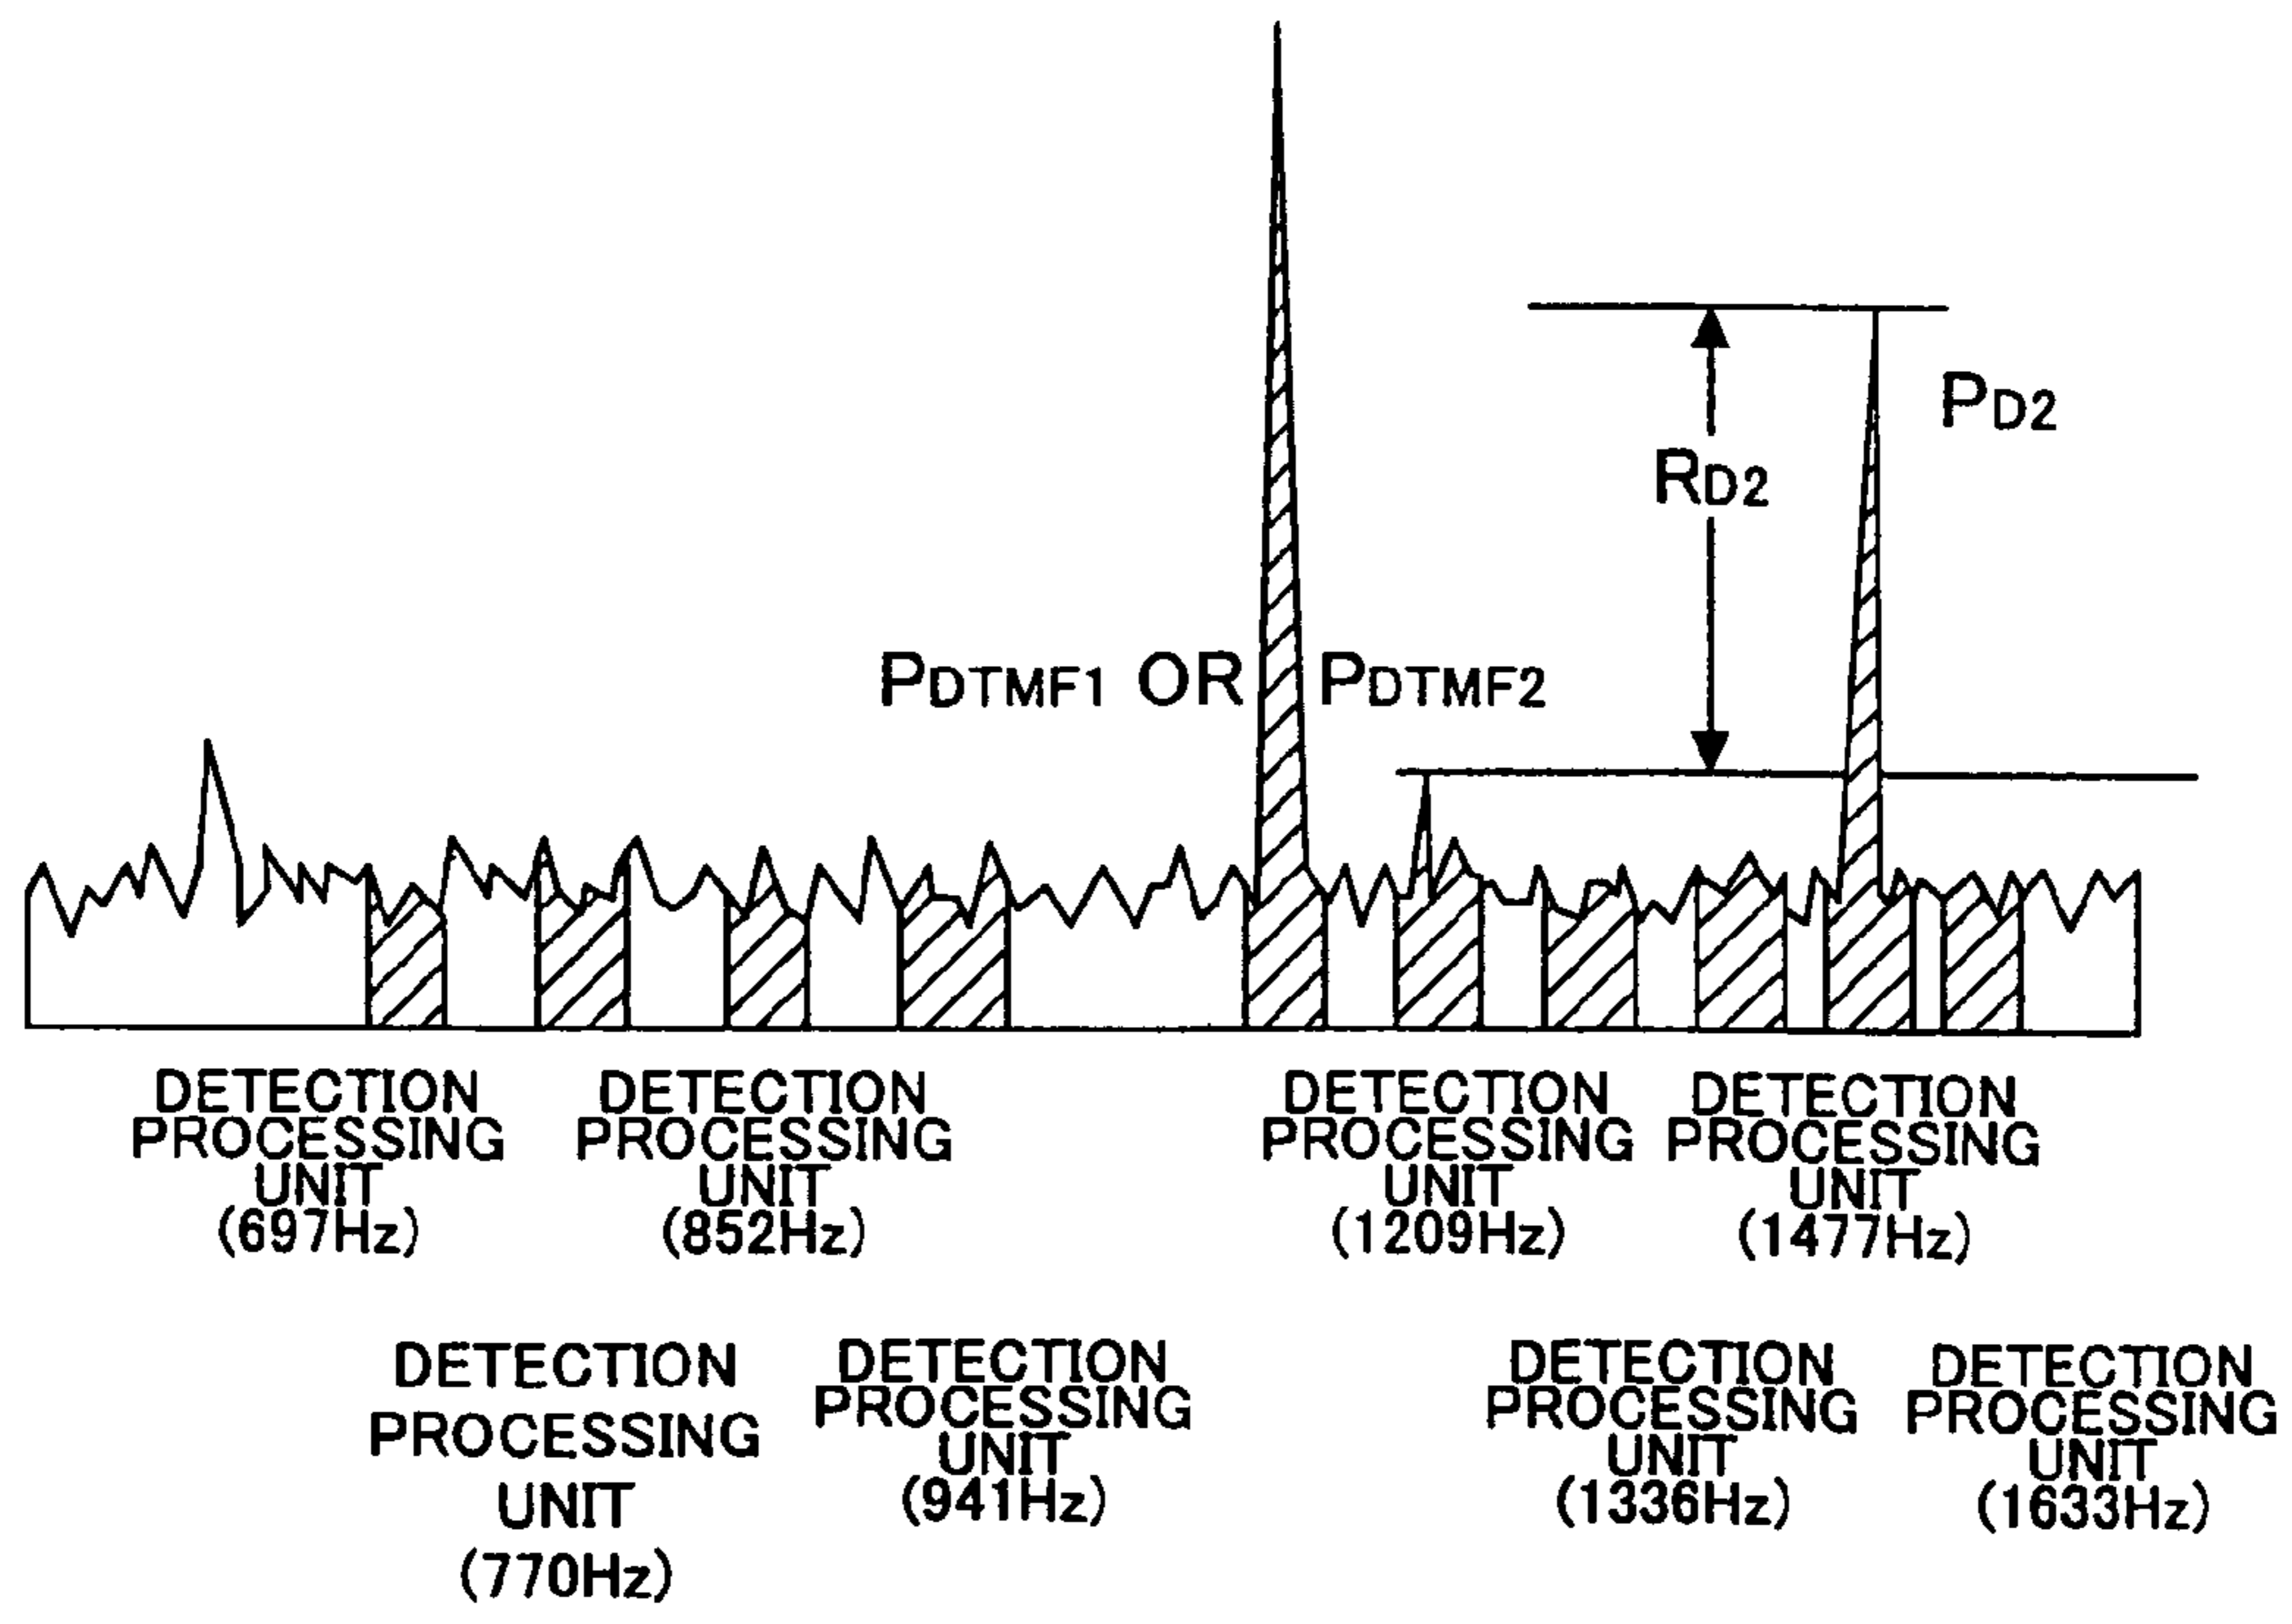 PD2
RD2
PDTMF1 OR PDTMF2
DETECTION
PROCESSING
UNIT
(697Hz)
DETECTION
PROCESSING
UNIT
(852Hz)
DETECTION
PROCESSING
UNIT
(1209Hz)
DETECTION
PROCESSING
UNIT
(1477Hz)
DETECTION
PROCESSING
UNIT
(770Hz)
DETECTION
PROCESSING
UNIT
(941Hz)
DETECTION
PROCESSING
UNIT
(1336Hz)
DETECTION
PROCESSING
UNIT
(1633Hz)